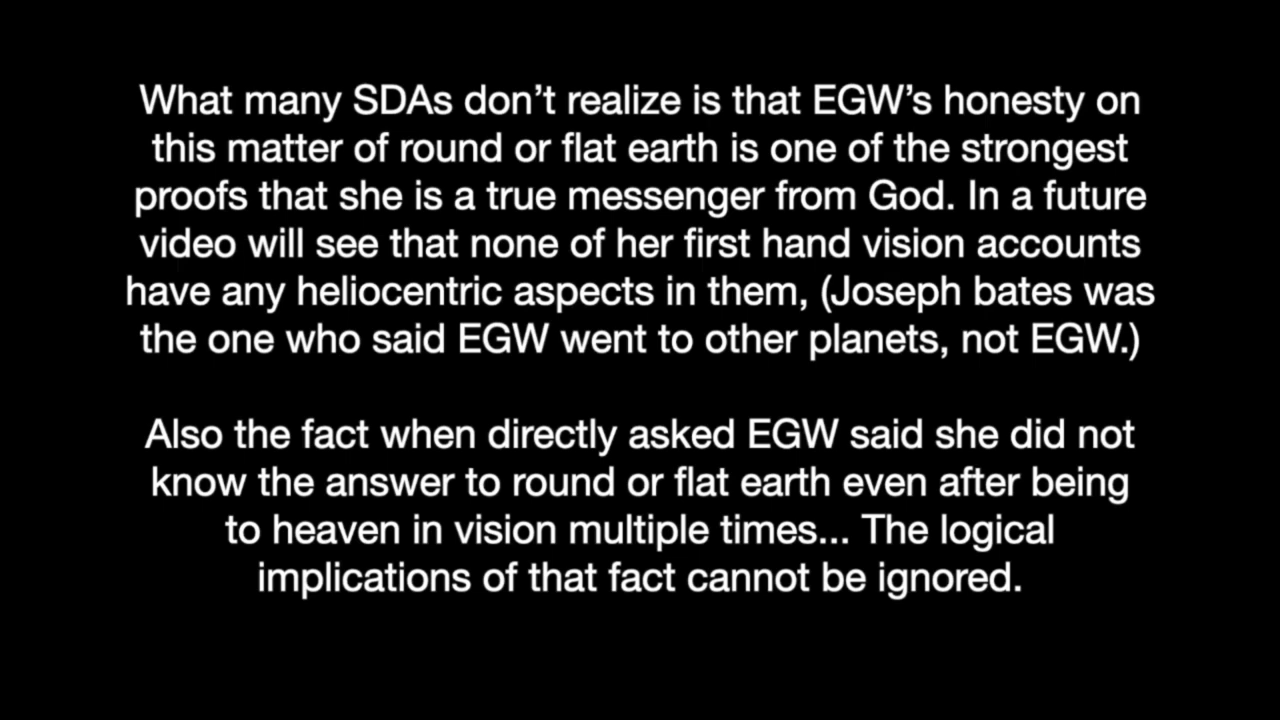 What many SDAs don’t realize is that EGW’s honesty on
this matter of round or flat earth is one of the strongest
proofs that she is a true messenger from God. In a future
video will see that none of her first hand vision accounts
have any heliocentric aspects in them, (Joseph bates was
the one who said EGW went to other planets, not EGW.)
Also the fact when directly asked EGW said she did not
know the answer to round or flat earth even after being
to heaven in vision multiple times... The logical
implications of that fact cannot be ignored.